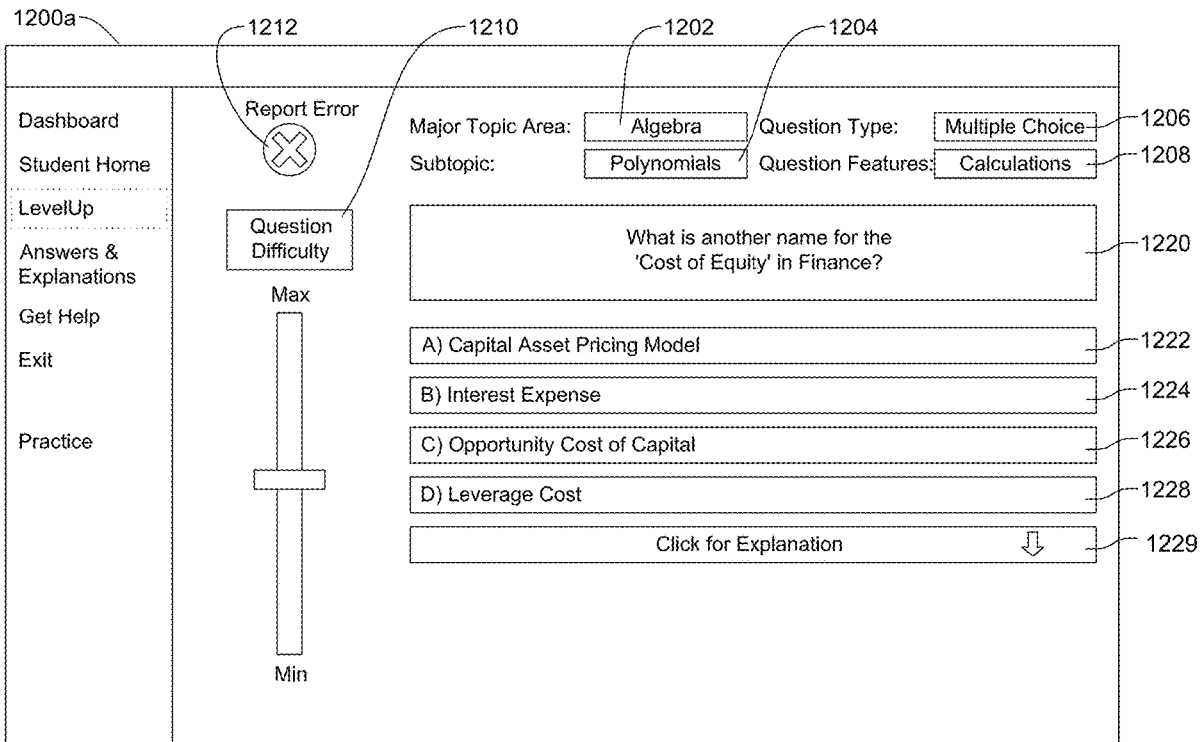 1200a
1212
1210
1202
1204
Dashboard
Student Home
LevelUp
Answers &
Explanations
Get Help
Exit
Practice
Report Error
Question
Difficulty
Max
Min
Major Topic Area: Algebra Question Type: Multiple Choice 1206
Subtopic: Polynomials Question Features: Calculations 1208
What is another name for the
'Cost of Equity' in Finance?
1220
A) Capital Asset Pricing Model 1222
B) Interest Expense 1224
C) Opportunity Cost of Capital 1226
D) Leverage Cost 1228
Click for Explanation 1229